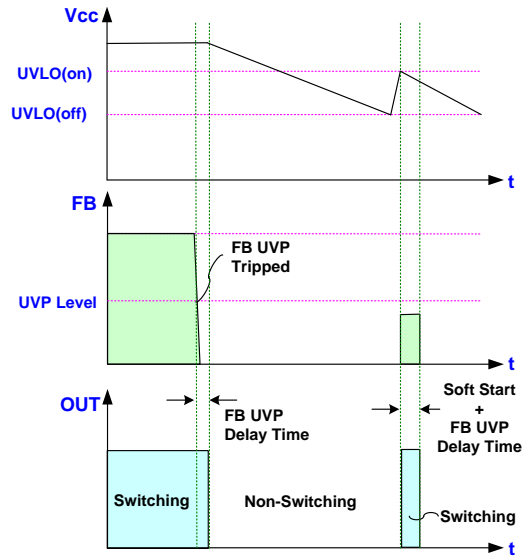 Vcc
UVLO(on)
UVLO(off)
t
FB
FB UVP
Tripped
UVP Level
t
OUT
FB UVP
Delay Time
Soft Start
+
FB UVP
Delay Time
Switching
Non-Switching
Switching
t